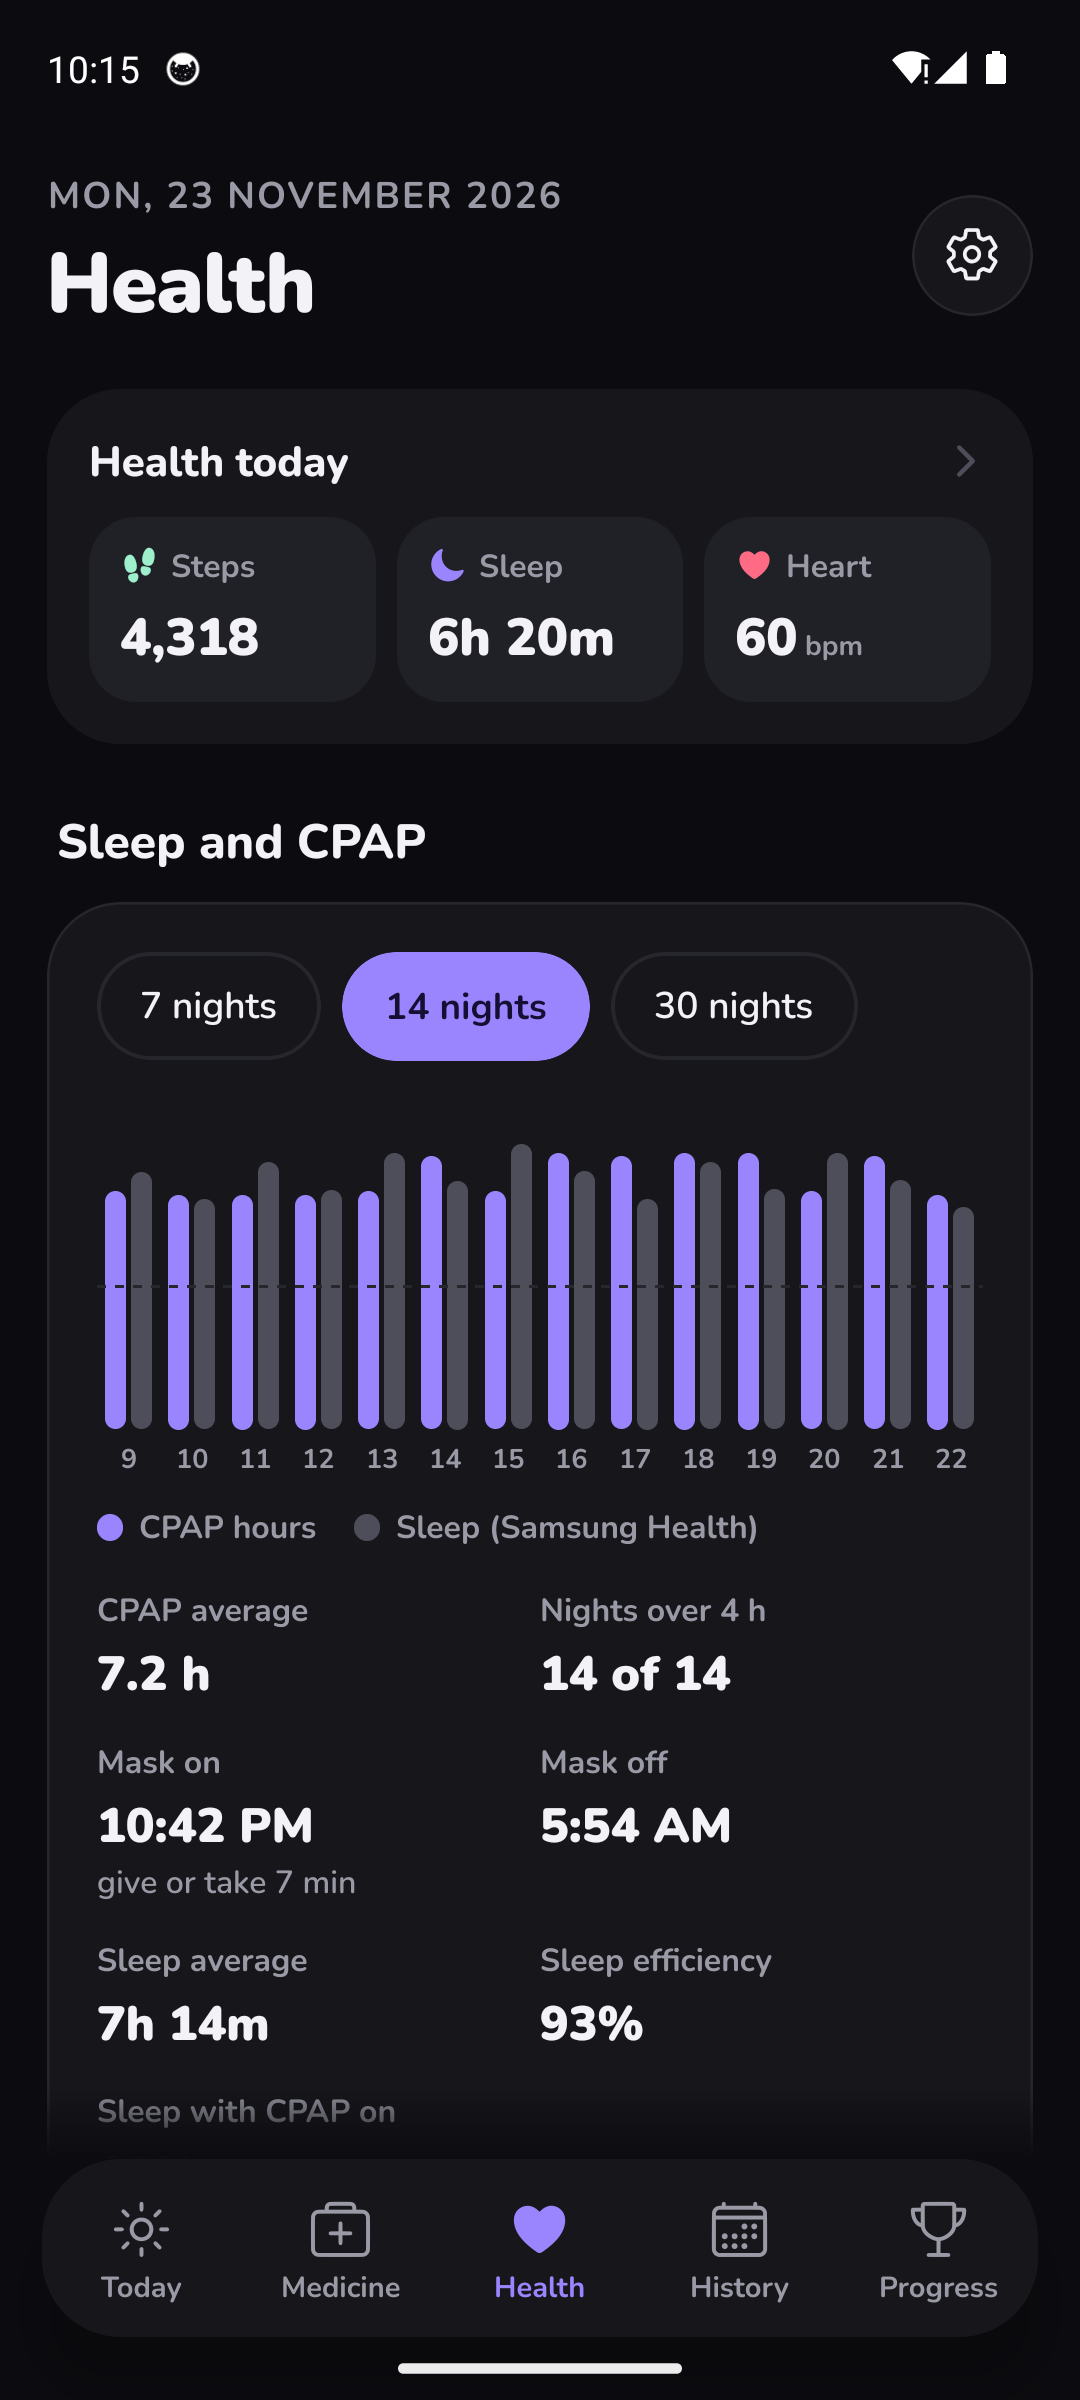 10:15
MON, 23 NOVEMBER 2026
Health
Health today
Steps Sleep Heart
4,318 6h 20m 60 bpm
Sleep and CPAP
7 nights 14 nights 30 nights
9 10 11 12 13 14 15 16 17 18 19 20 21 22
CPAP hours Sleep (Samsung Health)
CPAP average Nights over 4 h
7.2 h 14 of 14
Mask on Mask off
10:42 PM 5:54 AM
give or take 7 min
Sleep average Sleep efficiency
7h 14m 93%
Sleep with CPAP on
Today Medicine Health History Progress